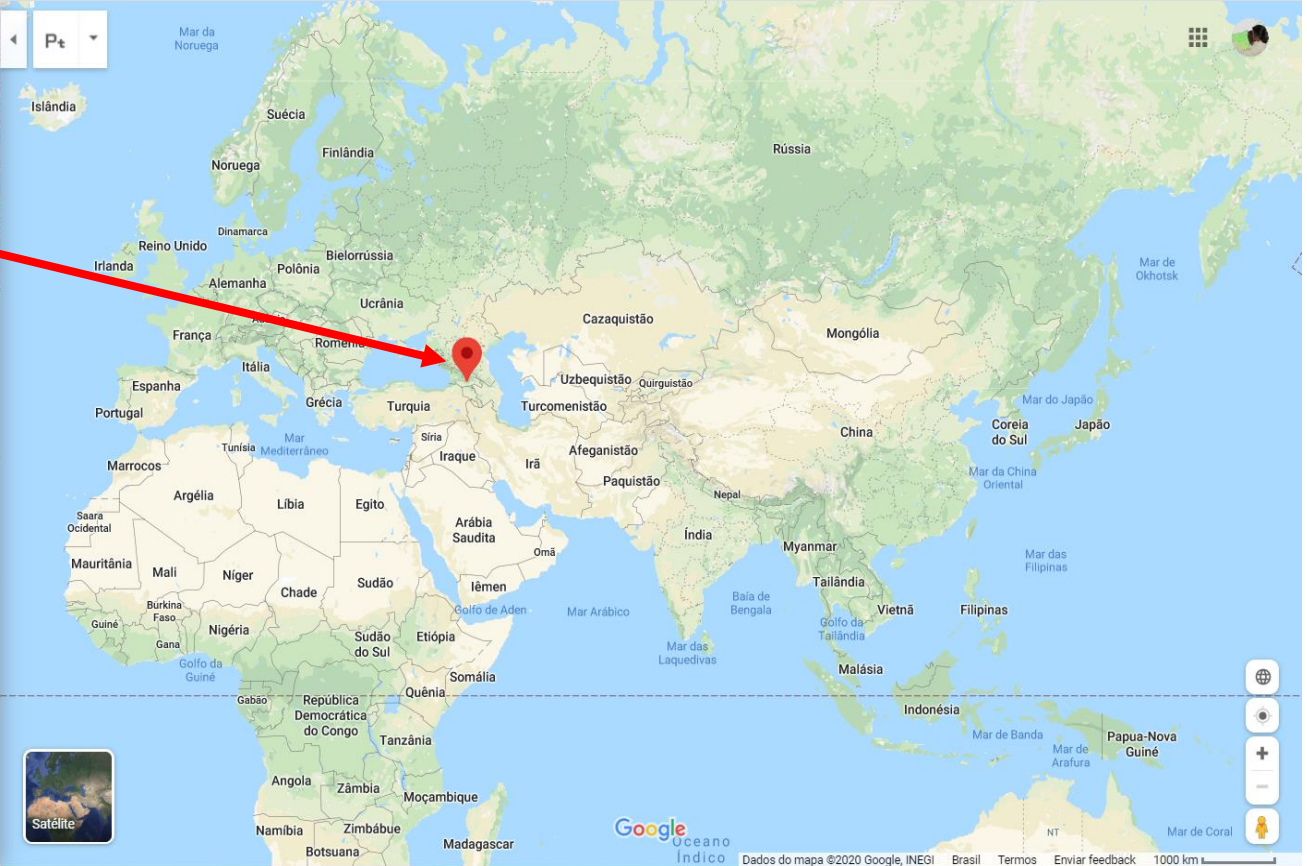 Pt
Mar da
Noruega
Islândia
Suécia
Finlândia
Noruega
Rússia
Dinamarca
Reino Unido
Irlanda
Bielorrússia
Polônia
Alemanha
Mar de
Okhotsk
Ucrânia
França
Cazaquistão
Mongólia
Itália
Espanha
Uzbequistão
Quirguistão
Portugal
Grécia
Turquia
Turcomenistão
Mar do Japão
Tunísia
Mar
Mediterrâneo
Síria
Iraque
Irã
Afeganistão
China
Coreia
do Sul
Japão
Marrocos
Paquistão
Mar da China
Oriental
Argélia
Líbia
Egito
Nepal
Saara
Ocidental
Arábia
Saudita
Índia
Omã
Myanmar
Mar das
Filipinas
Mauritânia
Mali
Níger
Chade
Sudão
Iêmen
Tailândia
Burkina
Faso
Golfo de Aden
Mar Arábico
Baía de
Bengala
Vietnã
Filipinas
Guiné
Gana
Nigéria
Sudão
do Sul
Etiópia
Golfo da
Tailândia
Golfo da
Guiné
Mar das
Laquedivas
Somália
Malásia
Gabão
República
Democrática
do Congo
Quênia
Indonésia
Tanzânia
Mar de Banda
Mar de
Arafura
Papua-Nova
Guiné
Angola
Zâmbia
Moçambique
Satélite
Namíbia
Zimbábue
Botsuana
Madagascar
Google
Oceano
Índico
NT
Mar de Coral
Dados do mapa ©2020 Google, INEGI Brasil Termos Enviar feedback 1000 km